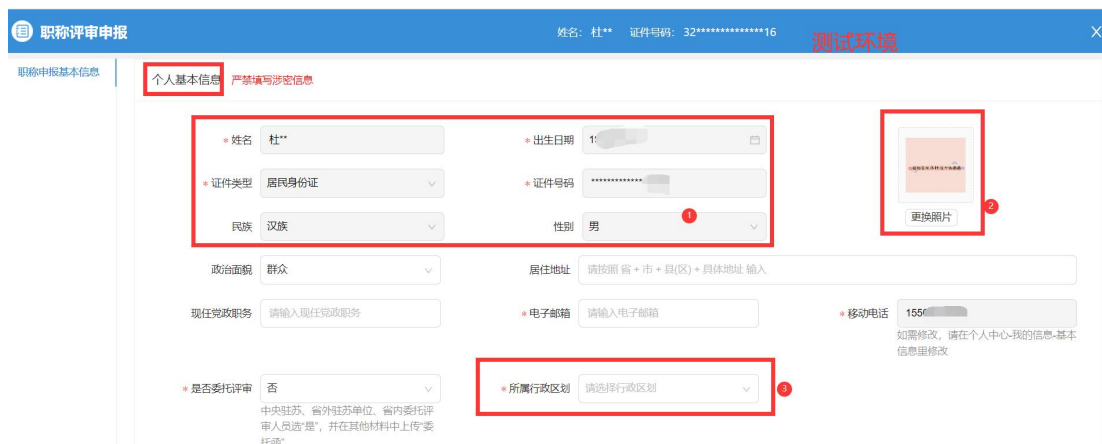 职称评审申报
姓名: 杜** 证件号码: 32**************16
测试环境
X
职称申报基本信息
个人基本信息 严禁填写涉密信息
* 姓名 杜** * 出生日期 1
* 证件类型 居民身份证 * 证件号码 *************
民族 汉族 性别 男 1
更换照片 2
政治面貌 群众 居住地址 请按照 省 + 市 + 县(区) + 具体地址 输入
现任党政职务 请输入现任党政职务 * 电子邮箱 请输入电子邮箱 * 移动电话 155
如需修改，请在个人中心-我的信息-基本
信息里修改
* 是否委托评审 否 * 所属行政区划 请选择行政区划 3
中央驻苏、省外驻苏单位、省内委托评
审人员选“是”，并在其他材料中上传“委
托函”